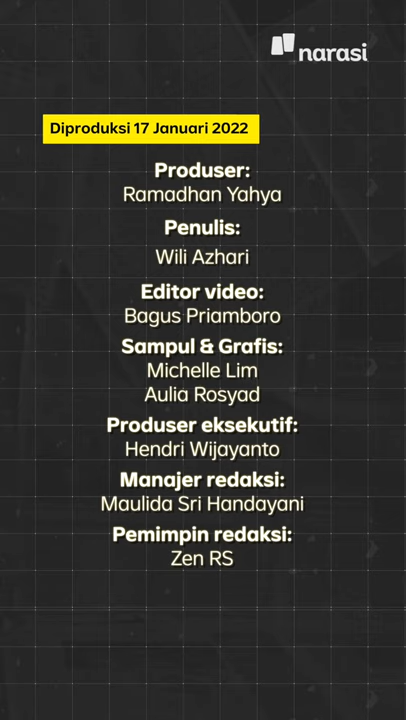 narasi
Diproduksi 17 Januari 2022
Produser:
Ramadhan Yahya
Penulis:
Wili Azhari
Editor video:
Bagus Priamboro
Sampul & Grafis:
Michelle Lim
Aulia Rosyad
Produser eksekutif:
Hendri Wijayanto
Manajer redaksi:
Maulida Sri Handayani
Pemimpin redaksi:
Zen RS